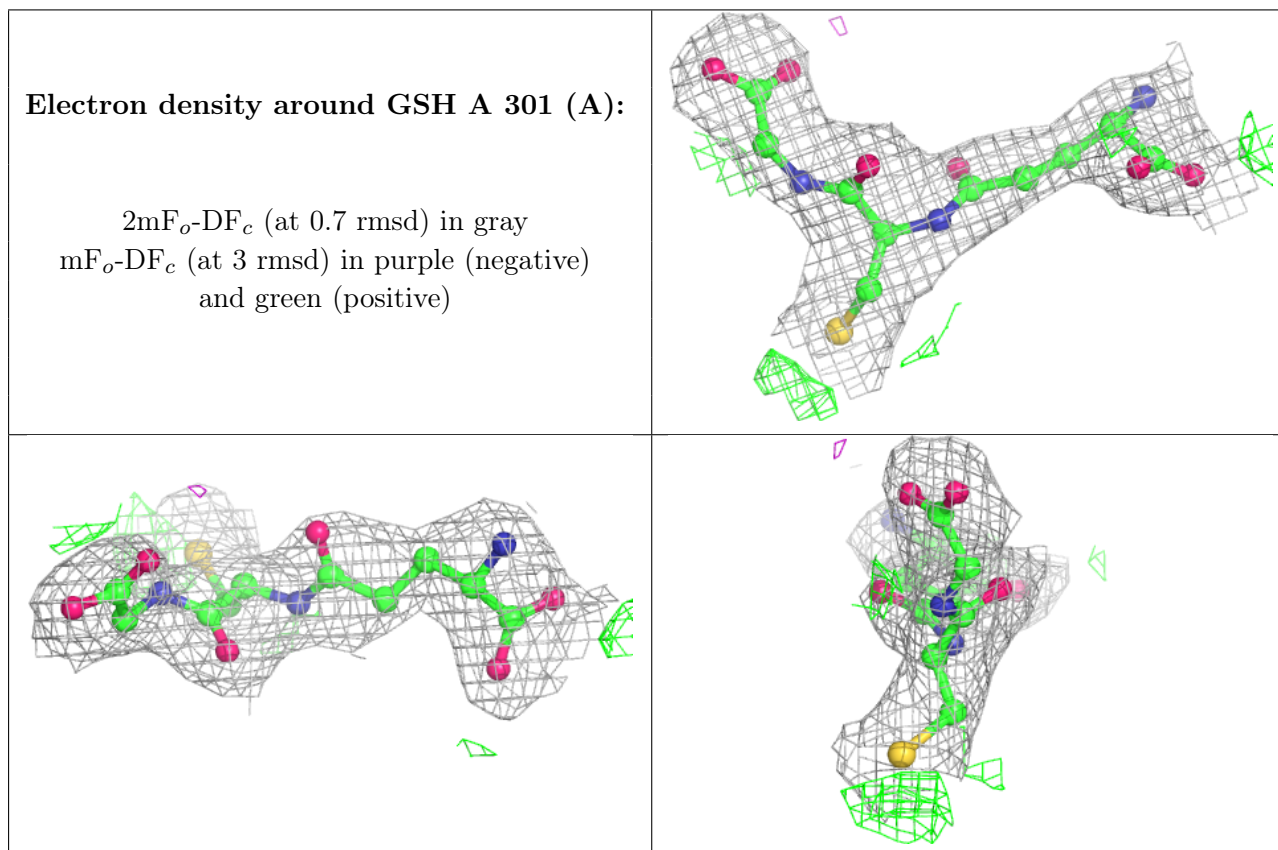 Electron density around GSH A 301 (A):
2mFo-DFc (at 0.7 rmsd) in gray
mFo-DFc (at 3 rmsd) in purple (negative)
and green (positive)